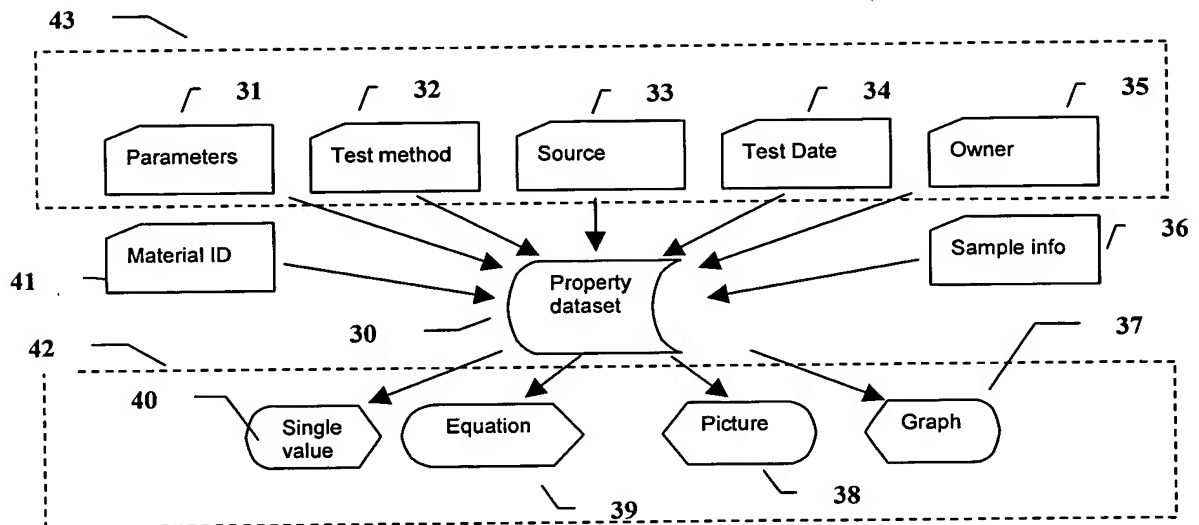 43
31 32 33 34 35
Parameters Test method Source Test Date Owner
Material ID Sample info 36
41
Property
dataset
30
42 37
40
Single
value
Equation Picture Graph
39 38